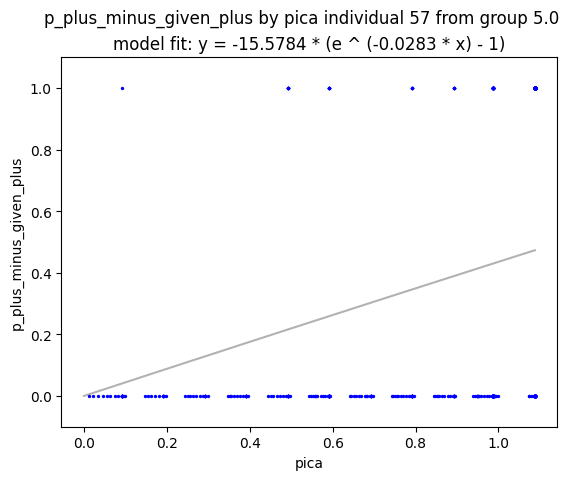 p_plus_minus_given_plus by pica individual 57 from group 5.0
model fit: y = -15.5784 * (e ^ (-0.0283 * x) - 1)
1.0
0.8
0.6
0.4
0.2
0.0
p_plus_minus_given_plus
0.0 0.2 0.4 0.6 0.8 1.0
pica